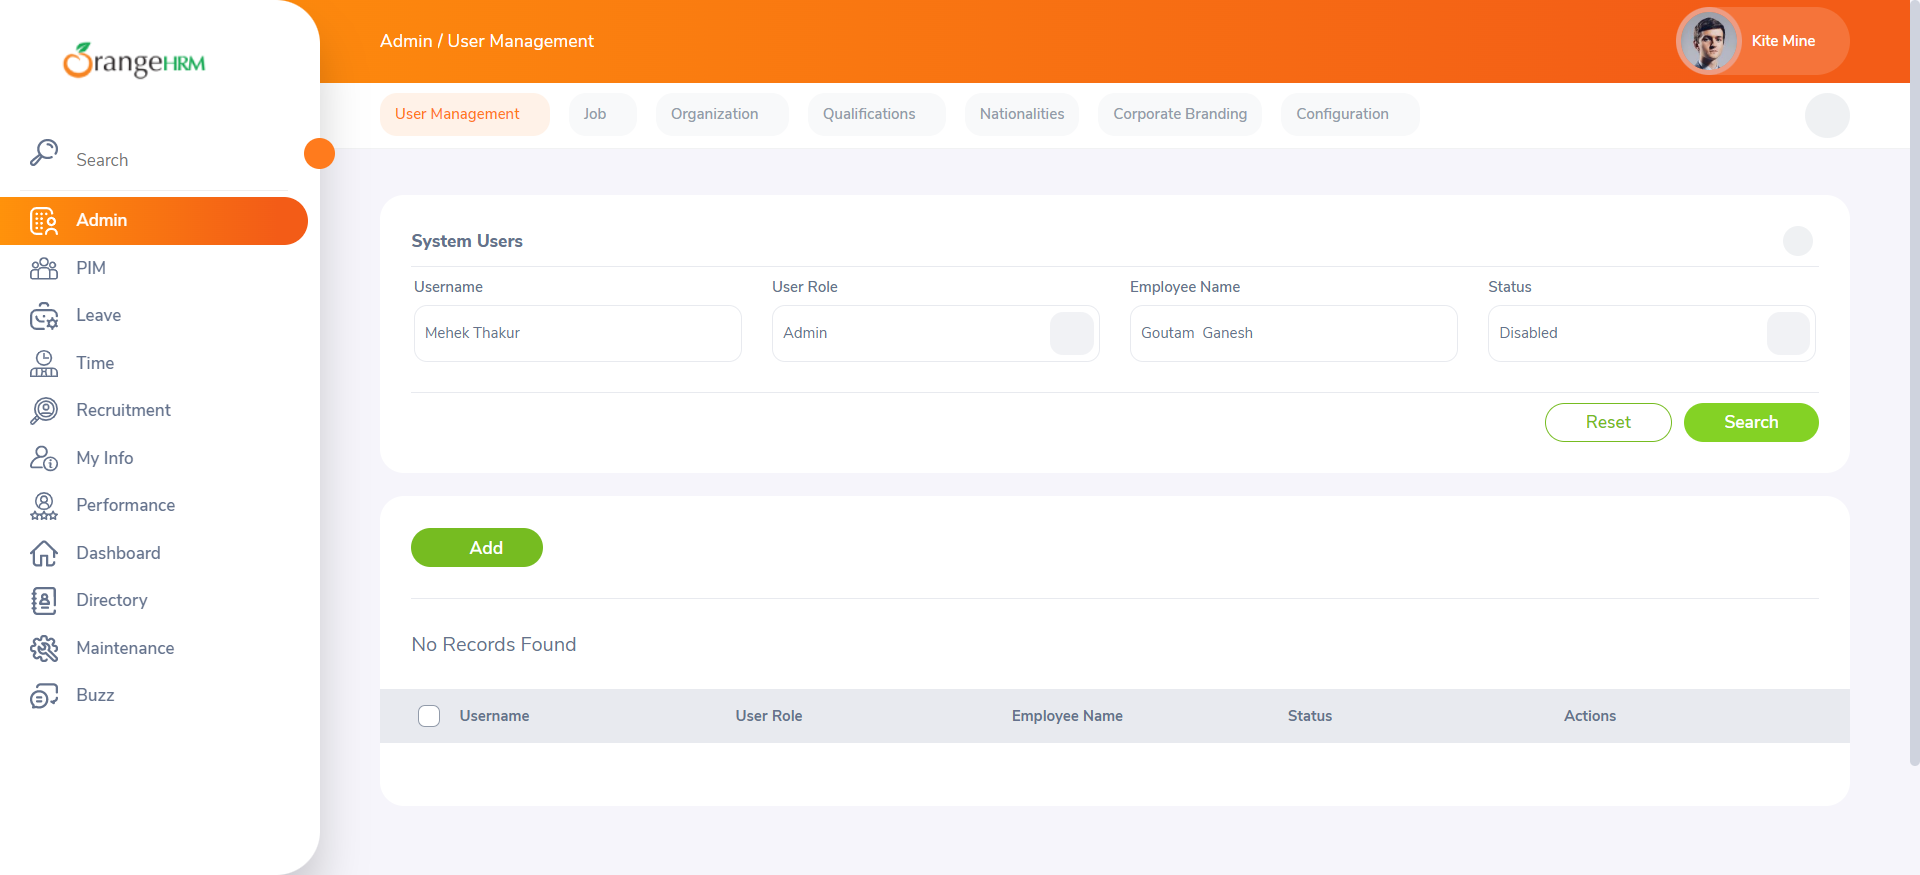 OrangeHRM
Admin / User Management
Kite Mine
User Management
Job
Organization
Qualifications
Nationalities
Corporate Branding
Configuration
Search
Admin
PIM
Leave
Time
Recruitment
My Info
Performance
Dashboard
Directory
Maintenance
Buzz
System Users
Username
User Role
Employee Name
Status
Mehek Thakur
Admin
Goutam  Ganesh
Disabled
Reset
Search
Add
No Records Found
Username
User Role
Employee Name
Status
Actions